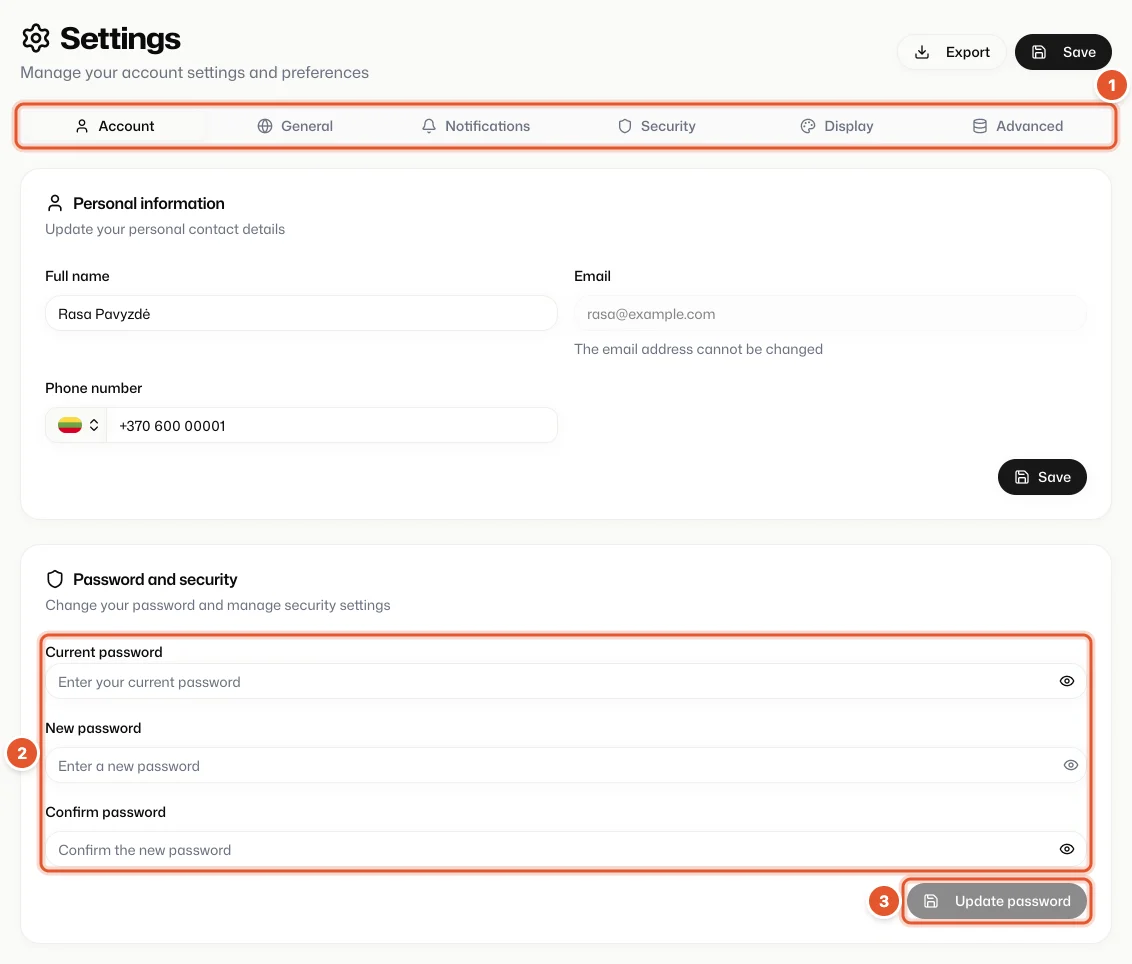 Settings
Manage your account settings and preferences
Export
Save
1
Account
General
Notifications
Security
Display
Advanced
Personal information
Update your personal contact details
Full name
Email
Rasa Pavyzdė
rasa@example.com
The email address cannot be changed
Phone number
+370 600 00001
Save
Password and security
Change your password and manage security settings
Current password
Enter your current password
New password
2
Enter a new password
Confirm password
Confirm the new password
3
Update password